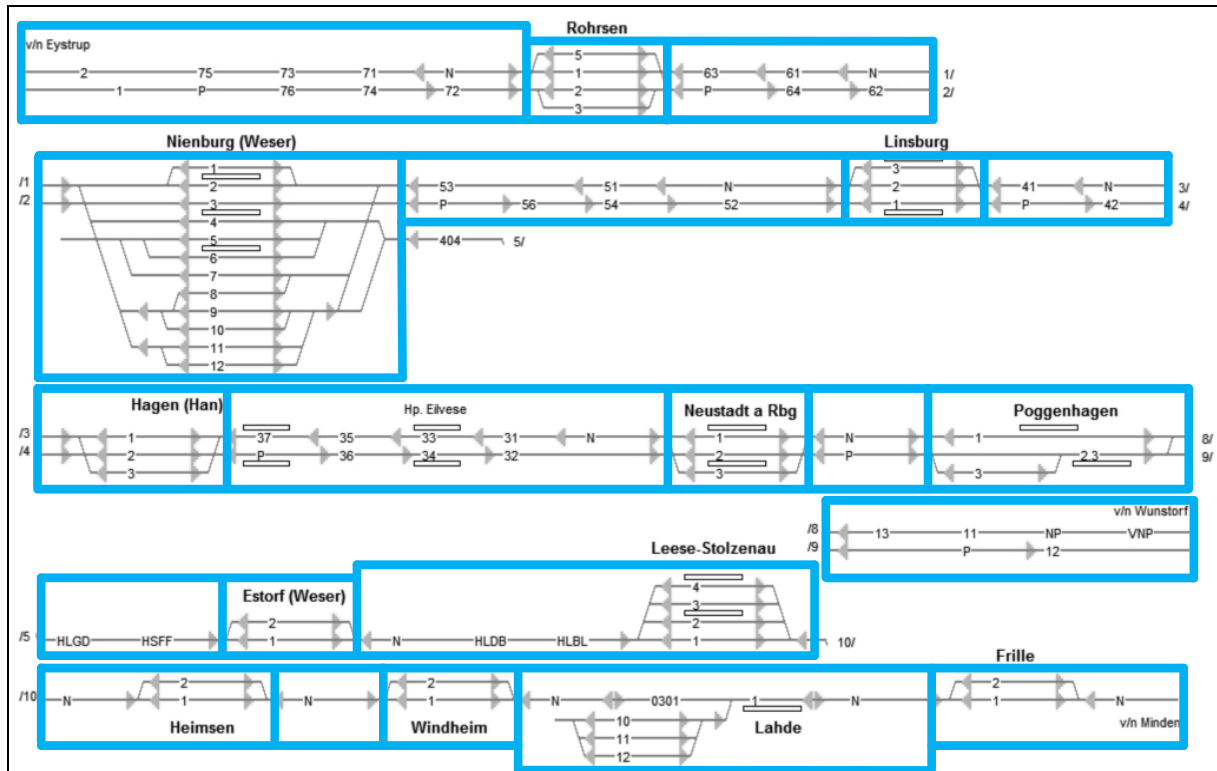 Rohrsen
v/n Eystrup
5
2 75 73 71 N 1 63 61 N 1/
1 P 76 74 72 2 P 64 62 2/
3
Nienburg (Weser) Linsburg
1 3
/1 2 53 51 N 2 41 N 3/
/2 3 P 56 54 52 1 P 42 4/
4
5 404 5/
6
7
8
9
10
11
12
Hagen (Han) Hp. Eilvese Neustadt a Rbg Poggenhagen
/3 1 37 35 33 31 N 1 N 1 8/
/4 2 P 36 34 32 2 P 2.3 9/
3 3 3
v/n Wunstorf
/8 13 11 NP VNP
/9 P 12
Leese-Stolzenau
Estorf (Weser) 4
3
2 2
/5 HLGD HSFF 1 N HLDB HLBL 1 10/
Frille
2 2 2
/10 N 1 N 1 N 0301 1 N 1 N
10
Heimsen Windheim 11 Lahde v/n Minden
12